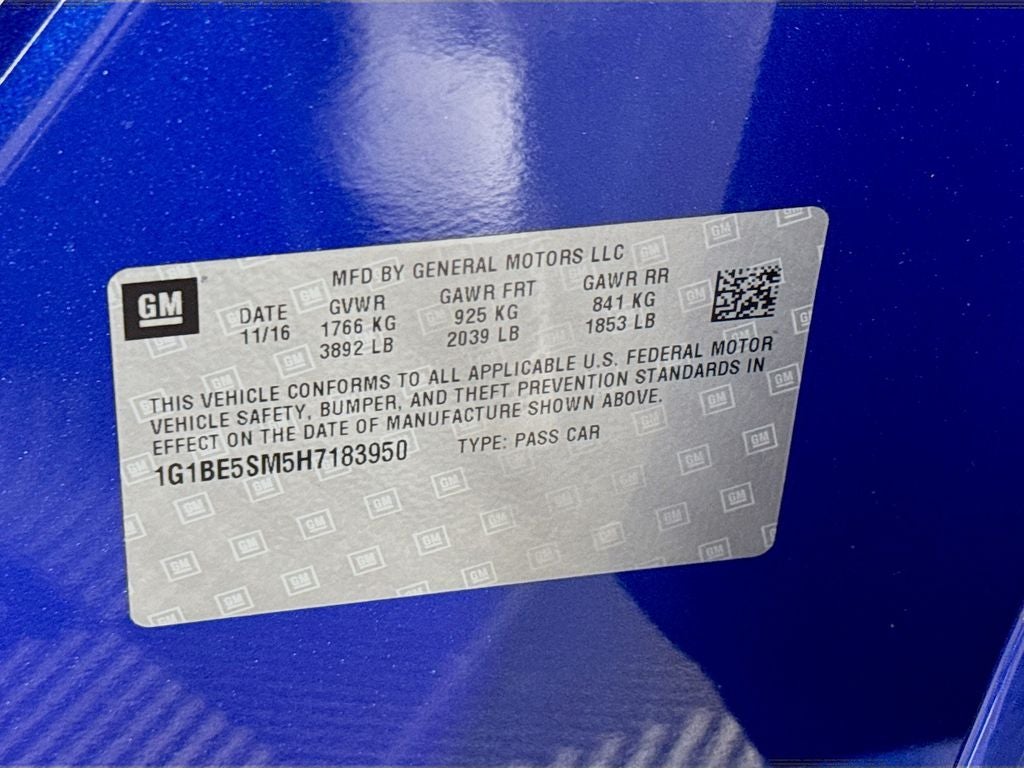 GM
MFD BY GENERAL MOTORS LLC
DATE GVWR GAWR FRT GAWR RR
11/16 1766 KG 925 KG 841 KG
3892 LB 2039 LB 1853 LB
THIS VEHICLE CONFORMS TO ALL APPLICABLE U.S. FEDERAL MOTOR
VEHICLE SAFETY, BUMPER, AND THEFT PREVENTION STANDARDS IN
EFFECT ON THE DATE OF MANUFACTURE SHOWN ABOVE.
1G1BE5SM5H7183950 TYPE: PASS CAR